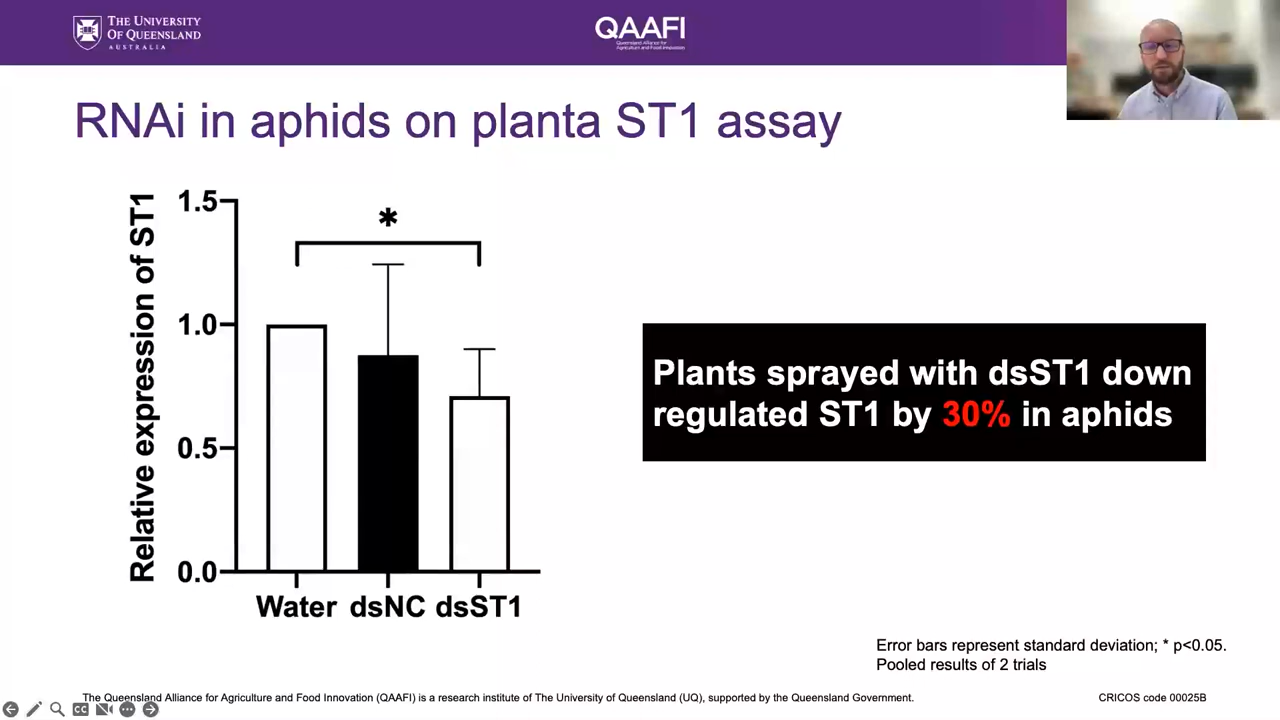 THE UNIVERSITY
OF QUEENSLAND
AUSTRALIA
QAAFI
Queensland Alliance for
Agriculture and Food Innovation
RNAi in aphids on planta ST1 assay
Relative expression of ST1
1.5
1.0
0.5
0.0
*
Water dsNC dsST1
Plants sprayed with dsST1 down
regulated ST1 by 30% in aphids
Error bars represent standard deviation; * p<0.05.
Pooled results of 2 trials
The Queensland Alliance for Agriculture and Food Innovation (QAAFI) is a research institute of The University of Queensland (UQ), supported by the Queensland Government.
CRICOS code 00025B
CC